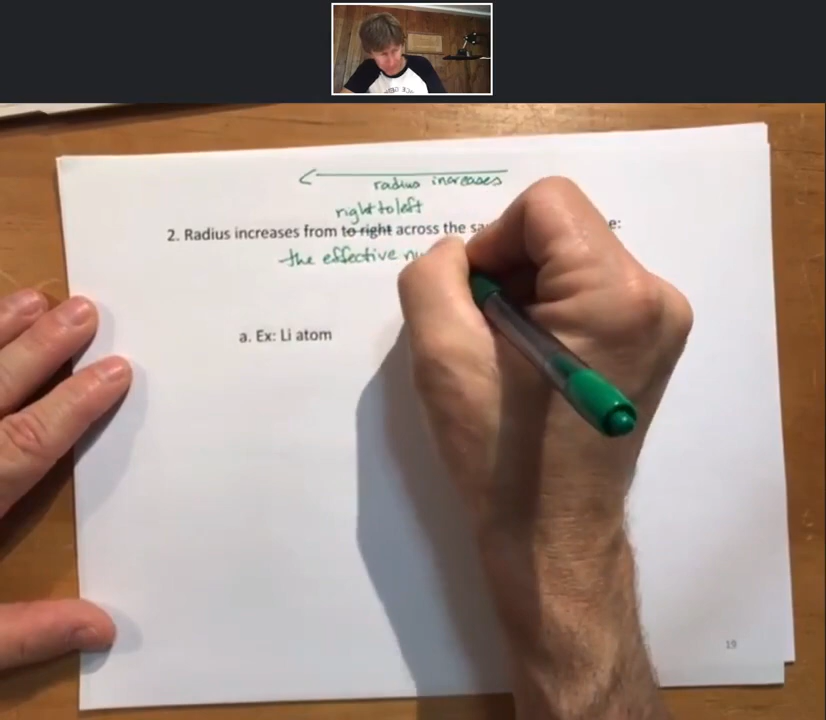 radius increases
right to left
2. Radius increases from to right across the e:
the effective
a. Ex: Li atom
19